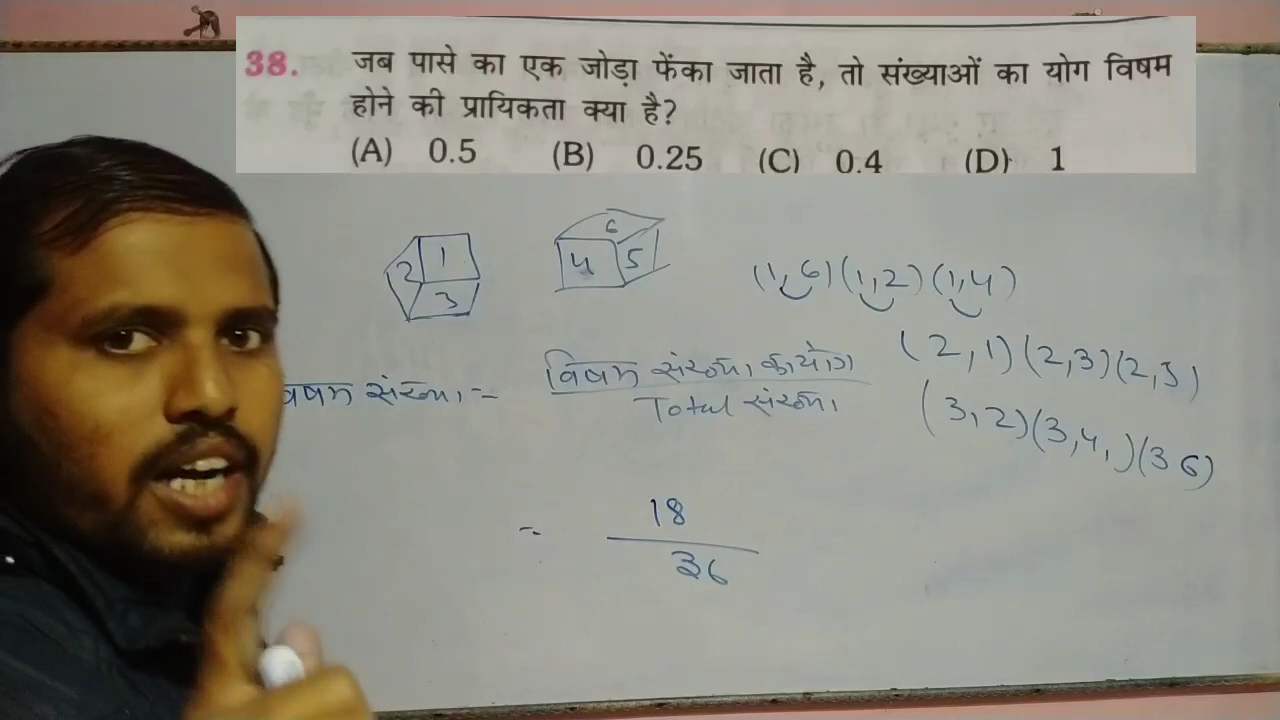 38. जब पासे का एक जोड़ा फेंका जाता है, तो संख्याओं का योग विषम
होने की प्रायिकता क्या है?
(A) 0.5 (B) 0.25 (C) 0.4 (D) 1
2 1 3
6 4 5
(1, 6) (1, 2) (1, 4)
(2, 1) (2, 3) (2, 5)
(3, 2) (3, 4, ) (3 6)
विषम संख्या का योग
षम संख्या =
Total संख्या
= 18
36